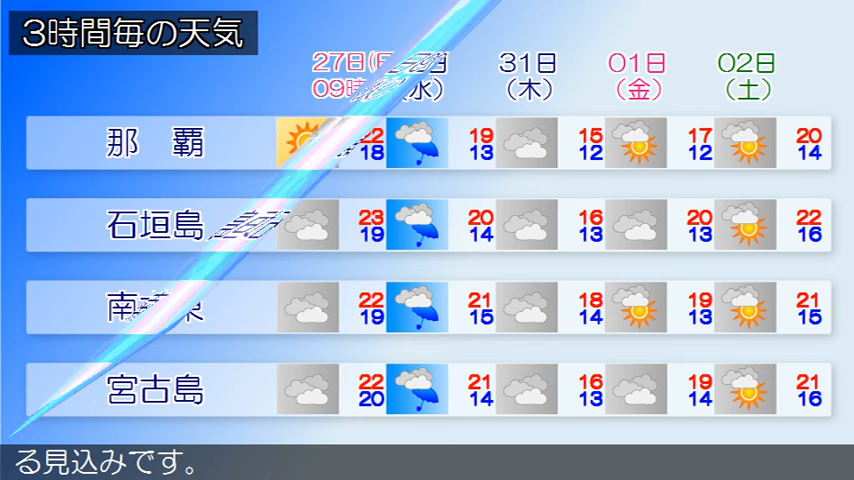 3時間毎の天気
27日 31日 01日 02日
09時 (水) (木) (金) (土)
那覇 22 19 15 17 20
18 13 12 12 14
石垣島 23 20 16 20 22
19 14 13 13 16
南 22 21 18 19 21
19 15 14 13 15
宮古島 22 21 16 19 21
20 14 13 14 16
る見込みです。